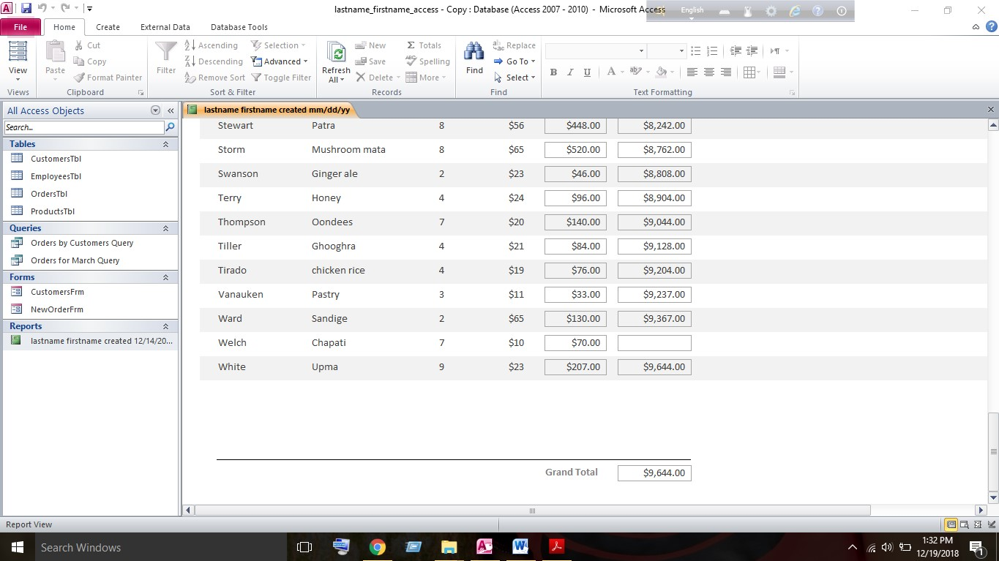 lastname_firstname_access - Copy : Database (Access 2007 - 2010) - Microsoft Access
English
File Home Create External Data Database Tools
View
Views
Paste
Cut
Copy
Format Painter
Clipboard
Filter
Ascending
Descending
Remove Sort
Selection
Advanced
Toggle Filter
Sort & Filter
Refresh
All
New
Save
Delete
Totals
Spelling
More
Records
Find
Replace
Go To
Select
Find
B I U A ab
Text Formatting
All Access Objects
Search...
Tables
CustomersTbl
EmployeesTbl
OrdersTbl
ProductsTbl
Queries
Orders by Customers Query
Orders for March Query
Forms
CustomersFrm
NewOrderFrm
Reports
lastname firstname created 12/14/20...
lastname firstname created mm/dd/yy
Stewart Patra 8 $56 $448.00 $8,242.00
Storm Mushroom mata 8 $65 $520.00 $8,762.00
Swanson Ginger ale 2 $23 $46.00 $8,808.00
Terry Honey 4 $24 $96.00 $8,904.00
Thompson Oondees 7 $20 $140.00 $9,044.00
Tiller Ghooghra 4 $21 $84.00 $9,128.00
Tirado chicken rice 4 $19 $76.00 $9,204.00
Vanauken Pastry 3 $11 $33.00 $9,237.00
Ward Sandige 2 $65 $130.00 $9,367.00
Welch Chapati 7 $10 $70.00
White Upma 9 $23 $207.00 $9,644.00
Grand Total $9,644.00
Report View
Search Windows
1:32 PM
12/19/2018
1